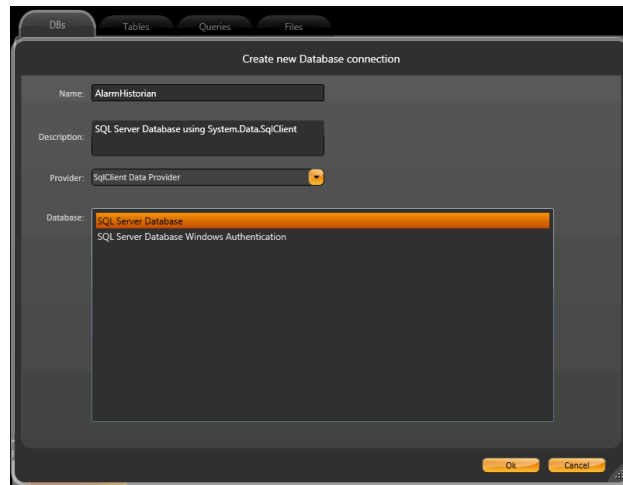 DBs
Tables
Queries
Files
Create new Database connection
Name: AlarmHistorian
Description: SQL Server Database using System.Data.SqlClient
Provider: SqlClient Data Provider
Database: SQL Server Database
SQL Server Database Windows Authentication
Ok
Cancel